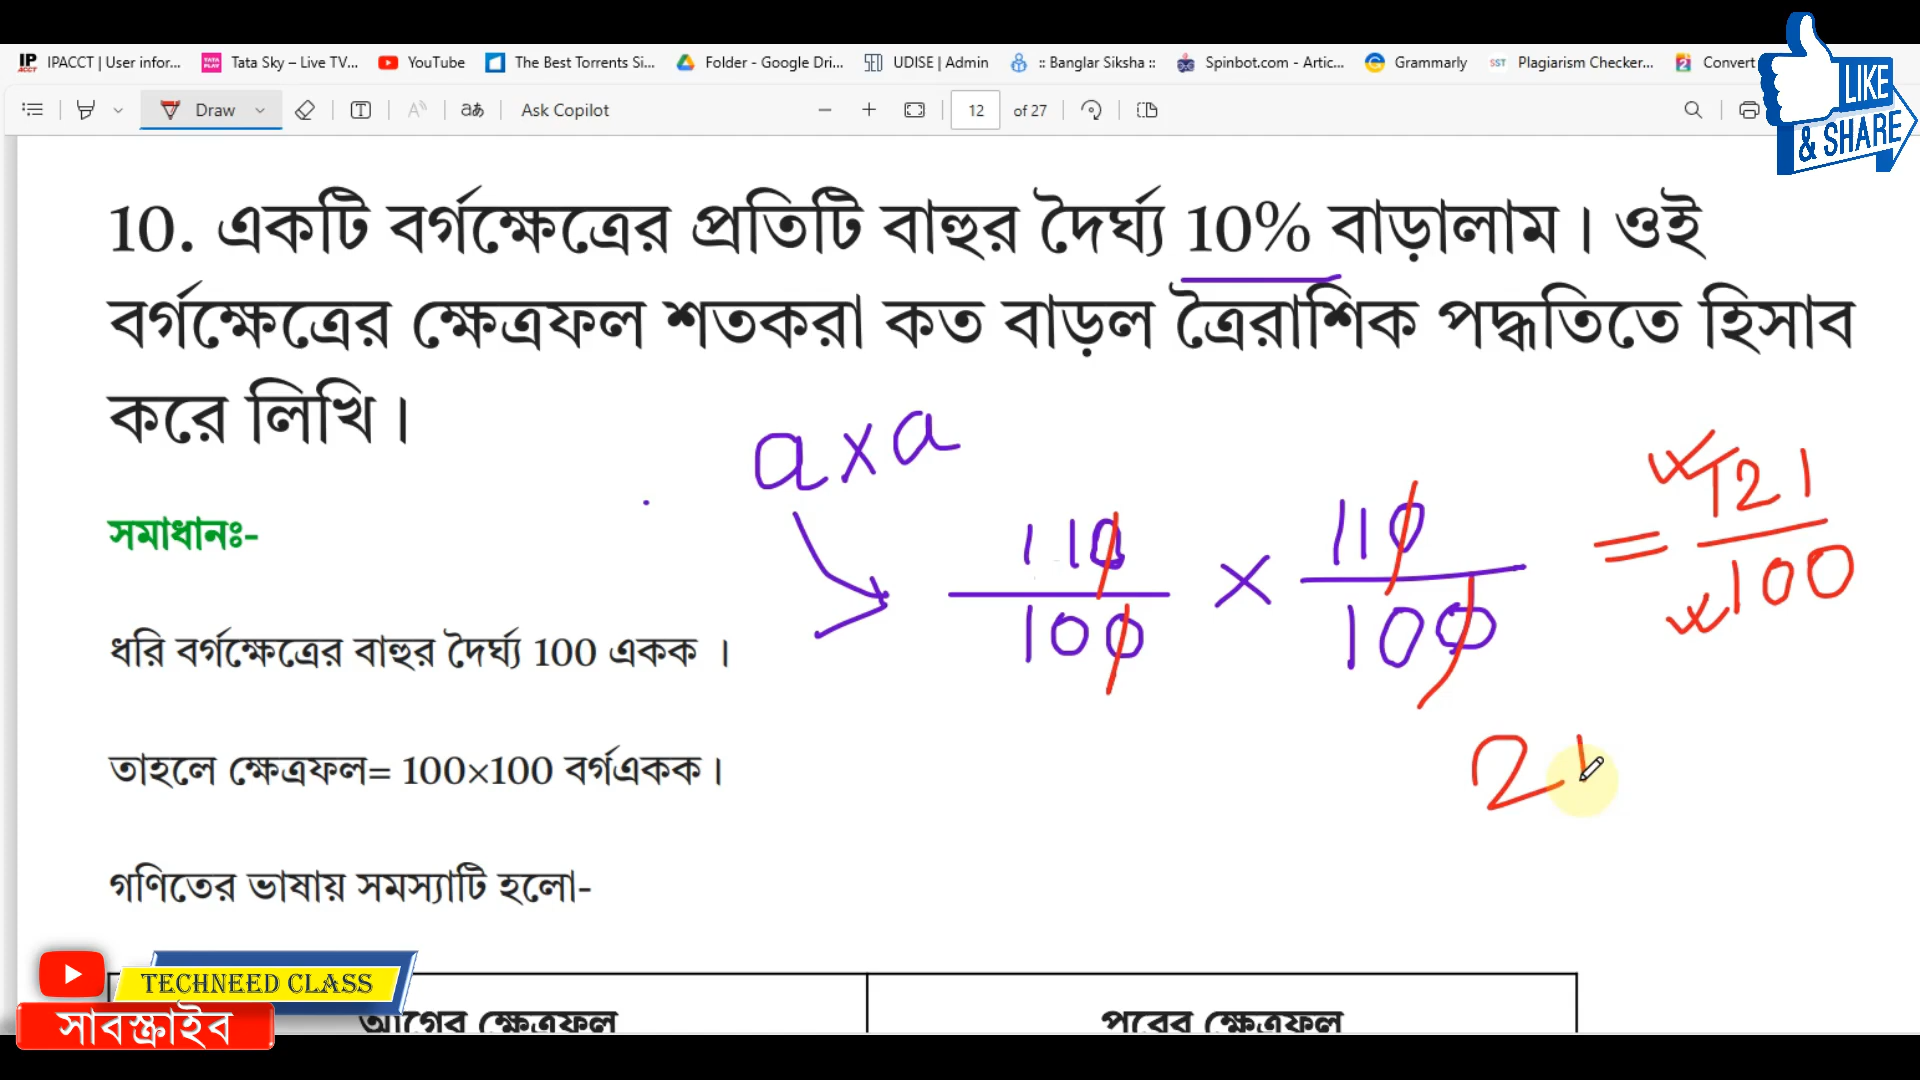 IPACCT | User infor...
Tata Sky – Live TV...
YouTube
The Best Torrents Si...
Folder - Google Dri...
UDISE | Admin
:: Banglar Siksha ::
Spinbot.com - Artic...
Grammarly
Plagiarism Checker...
Convert
LIKE
& SHARE
Draw
Ask Copilot
12 of 27
10. একটি বর্গক্ষেত্রের প্রতিটি বাহুর দৈর্ঘ্য 10% বাড়ালাম। ওই
বর্গক্ষেত্রের ক্ষেত্রফল শতকরা কত বাড়ল ত্রৈরাশিক পদ্ধতিতে হিসাব
করে লিখি।
a×a
110/100 × 110/100 = 121/100
সমাধানঃ-
ধরি বর্গক্ষেত্রের বাহুর দৈর্ঘ্য 100 একক ।
21
তাহলে ক্ষেত্রফল= 100×100 বর্গএকক।
গণিতের ভাষায় সমস্যাটি হলো-
আগের ক্ষেত্রফল
পরের ক্ষেত্রফল
TECHNEED CLASS
সাবস্ক্রাইব